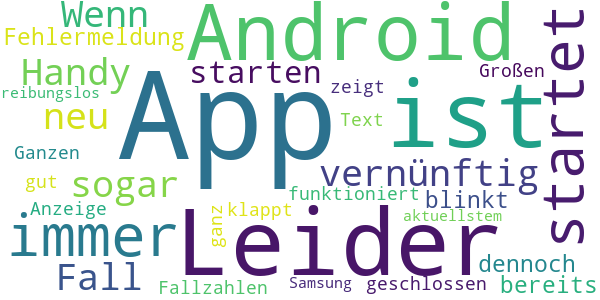 Wenn
Android
Fehlermeldung
Handy
starten
Großen
startet
reibungslos
App
zeigt
ist
neu
Text
Ganzen
vernünftig
gut
sogar
funktioniert
blinkt
Anzeige
ganz
klappt
Leider
aktuellstem
immer
Fall
dennoch
Fallzahlen
Samsung
geschlossen
bereits